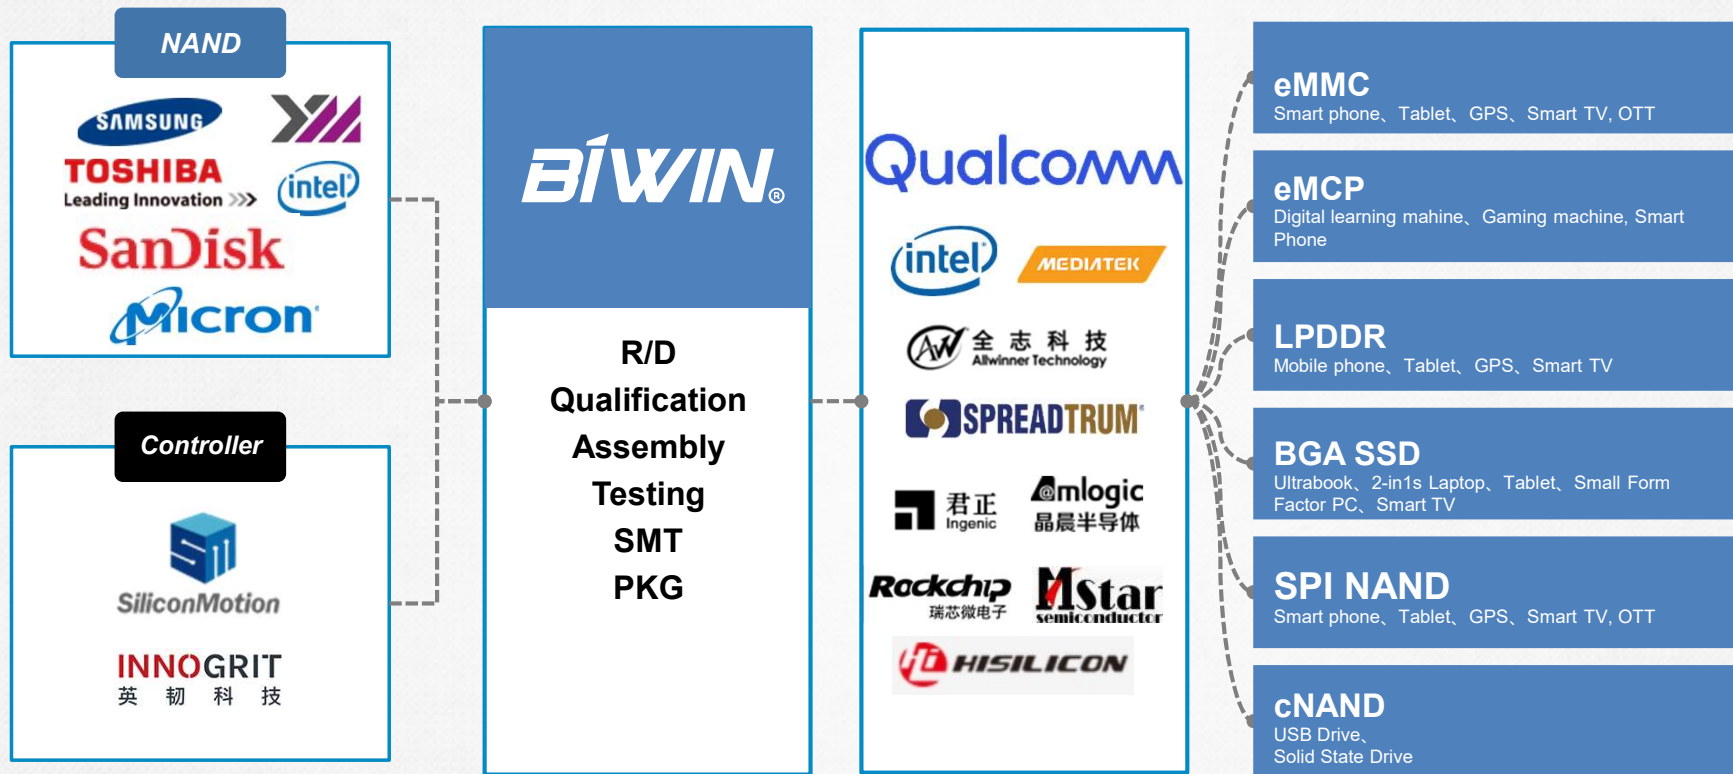 NAND
SAMSUNG
TOSHIBA
Leading Innovation >>>
intel
SanDisk
Micron
Controller
SiliconMotion
INNOGRIT
英 韧 科 技
BIWIN®
R/D
Qualification
Assembly
Testing
SMT
PKG
Qualcomm
intel
MEDIATEK
AW 全志科技
Allwinner Technology
SPREADTRUM®
君正
Ingenic
@mlogic
晶晨半导体
Rockchip
瑞芯微电子
MStar
semiconductor
Hi HISILICON
eMMC
Smart phone、Tablet、GPS、Smart TV, OTT
eMCP
Digital learning mahine、Gaming machine, Smart
Phone
LPDDR
Mobile phone、Tablet、GPS、Smart TV
BGA SSD
Ultrabook、2-in1s Laptop、Tablet、Small Form
Factor PC、Smart TV
SPI NAND
Smart phone、Tablet、GPS、Smart TV, OTT
cNAND
USB Drive、
Solid State Drive